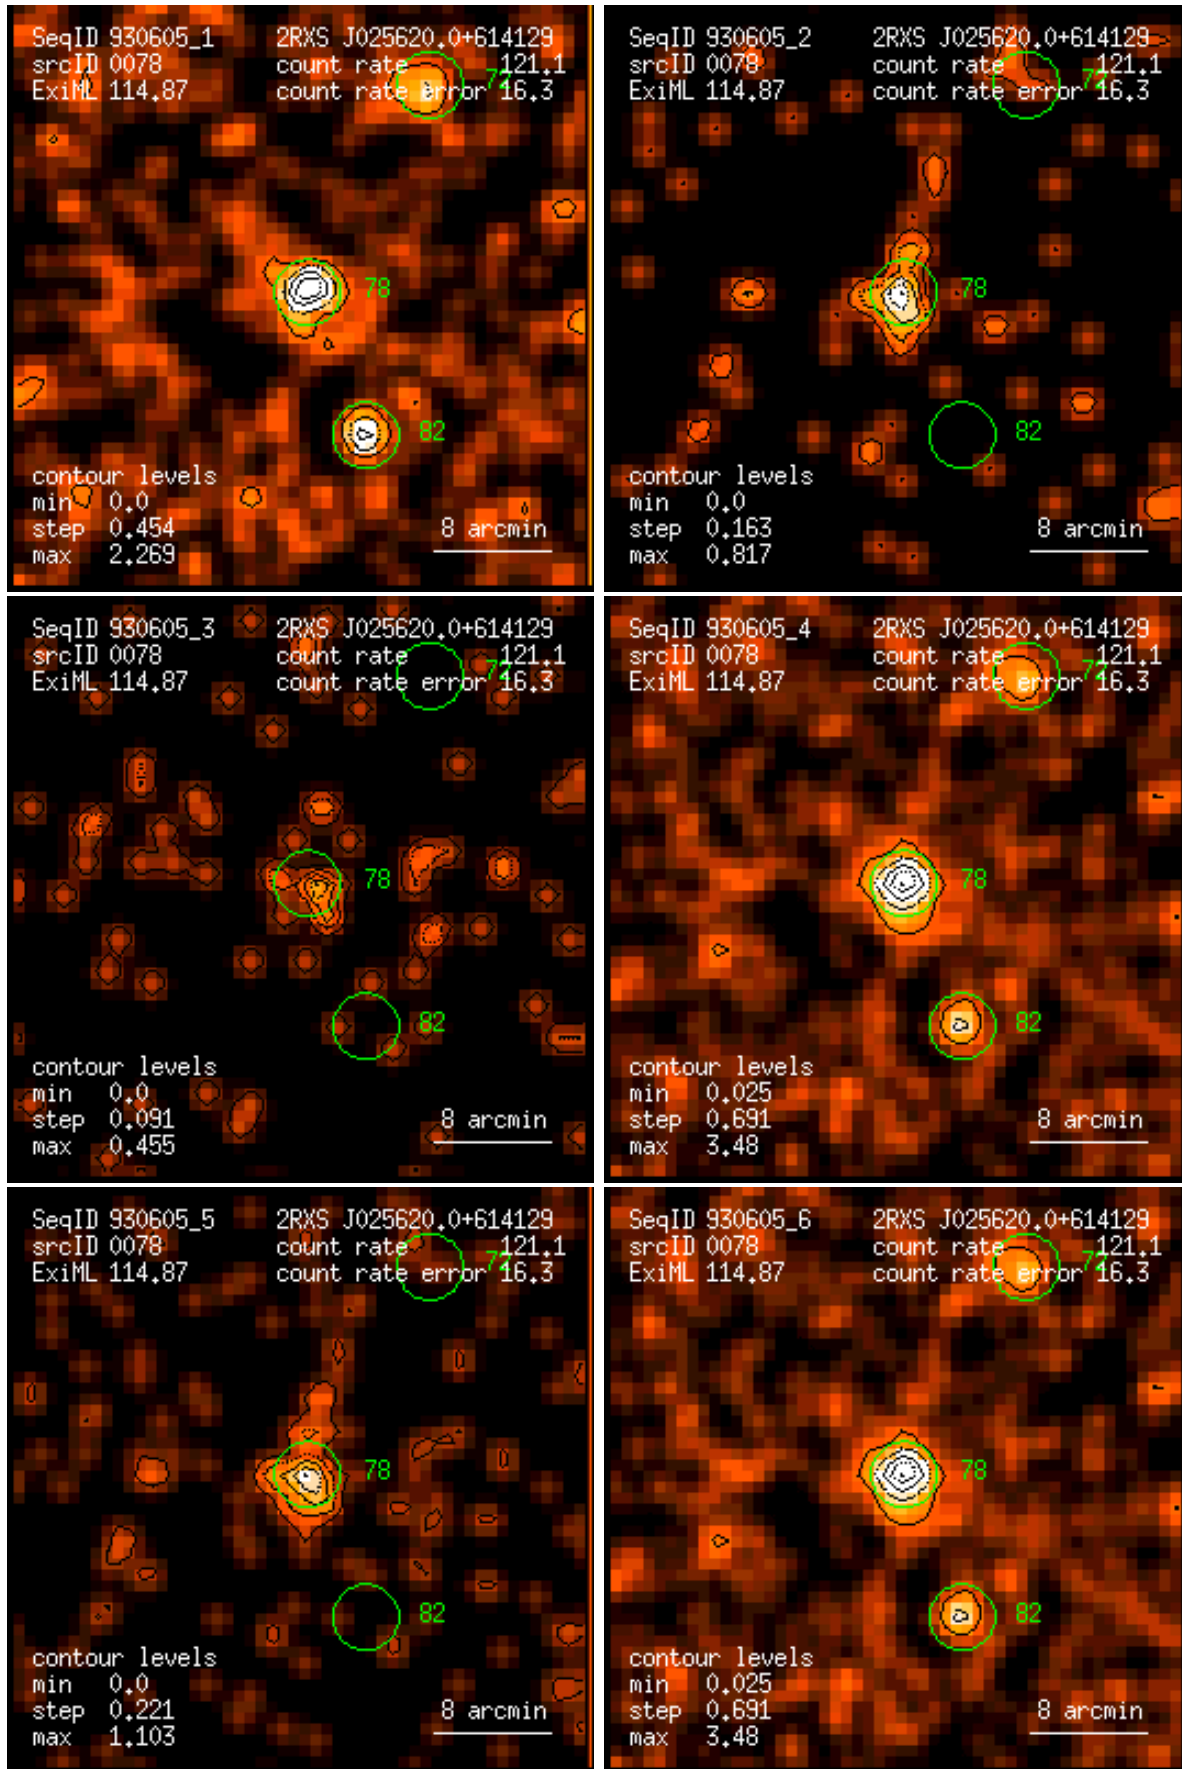 SeqID 930605_1 2RXS J025620.0+614129
srcID 0078 count rate 121.1
ExiML 114.87 count rate error 16.3
72
78
82
contour levels
min 0.0
step 0.454
max 2.269
8 arcmin
SeqID 930605_2 2RXS J025620.0+614129
srcID 0078 count rate 121.1
ExiML 114.87 count rate error 16.3
72
78
82
contour levels
min 0.0
step 0.163
max 0.817
8 arcmin
SeqID 930605_3 2RXS J025620.0+614129
srcID 0078 count rate 121.1
ExiML 114.87 count rate error 16.3
72
78
82
contour levels
min 0.0
step 0.091
max 0.455
8 arcmin
SeqID 930605_4 2RXS J025620.0+614129
srcID 0078 count rate 121.1
ExiML 114.87 count rate error 16.3
72
78
82
contour levels
min 0.025
step 0.691
max 3.48
8 arcmin
SeqID 930605_5 2RXS J025620.0+614129
srcID 0078 count rate 121.1
ExiML 114.87 count rate error 16.3
72
78
82
contour levels
min 0.0
step 0.221
max 1.103
8 arcmin
SeqID 930605_6 2RXS J025620.0+614129
srcID 0078 count rate 121.1
ExiML 114.87 count rate error 16.3
72
78
82
contour levels
min 0.025
step 0.691
max 3.48
8 arcmin